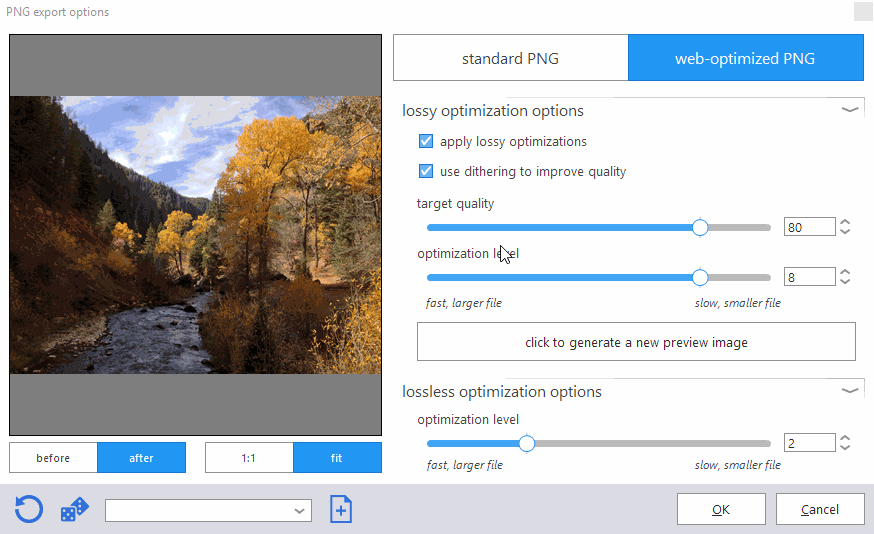 PNG export options
standard PNG
web-optimized PNG
lossy optimization options
apply lossy optimizations
use dithering to improve quality
target quality
80
optimization level
8
fast, larger file
slow, smaller file
click to generate a new preview image
lossless optimization options
optimization level
2
fast, larger file
slow, smaller file
before
after
1:1
fit
OK
Cancel